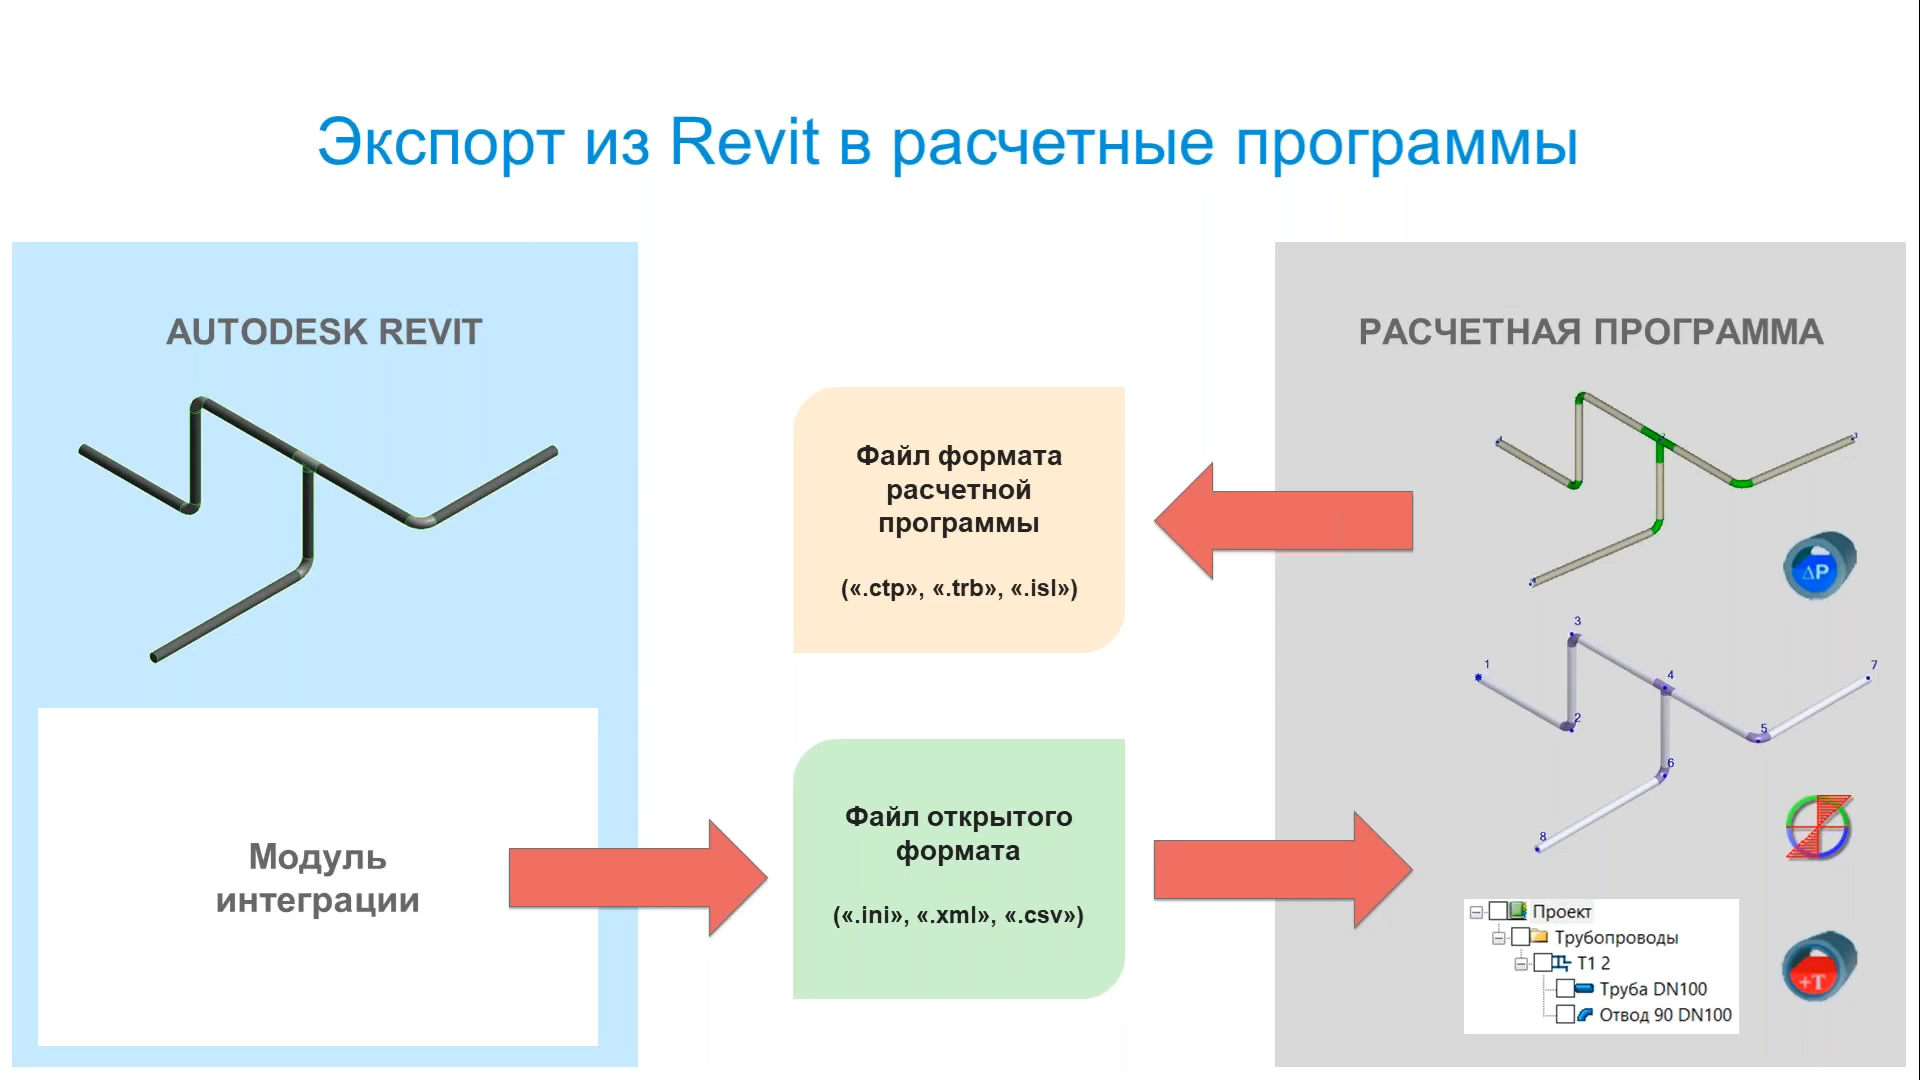 Экспорт из Revit в расчетные программы
AUTODESK REVIT
Модуль
интеграции
Файл формата
расчетной
программы
(«.ctp», «.trb», «.isl»)
Файл открытого
формата
(«.ini», «.xml», «.csv»)
РАСЧЕТНАЯ ПРОГРАММА
ΔP
3
1
7
4
2
5
6
8
Проект
Трубопроводы
Т1 2
Труба DN100
Отвод 90 DN100
+T